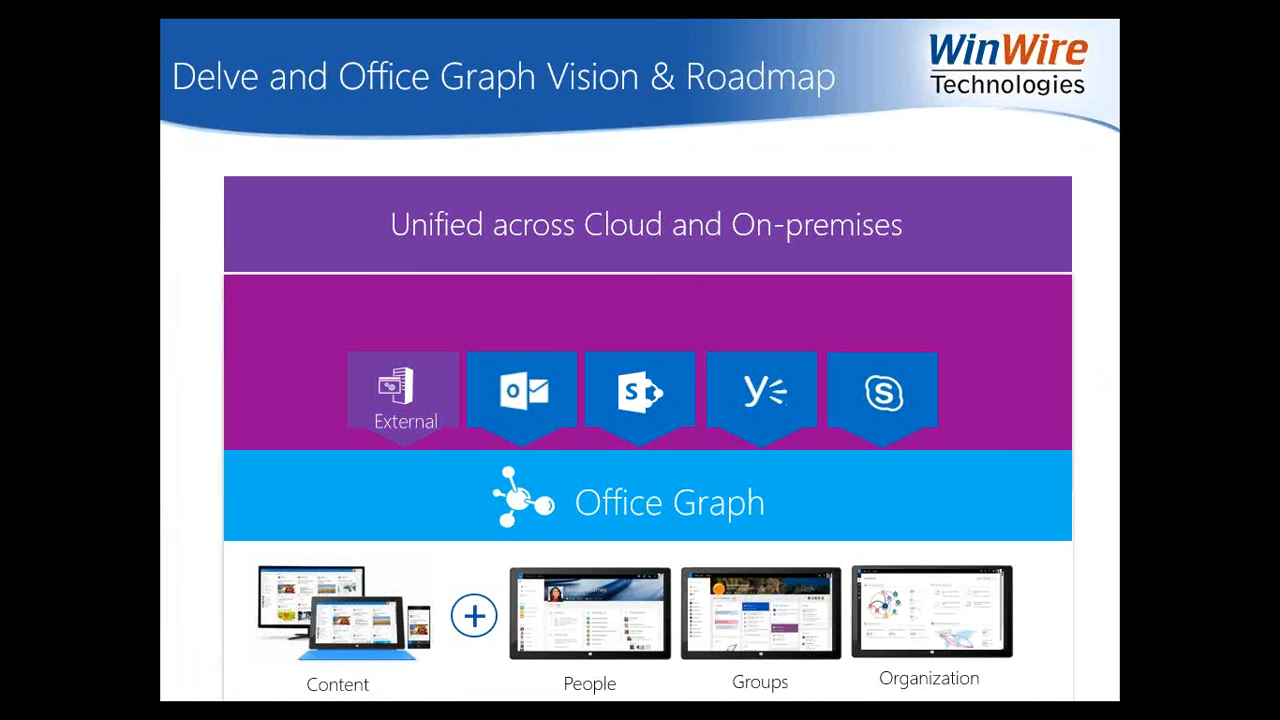 Delve and Office Graph Vision & Roadmap
WinWire
Technologies
Unified across Cloud and On-premises
External
Office Graph
Content
People
Groups
Organization